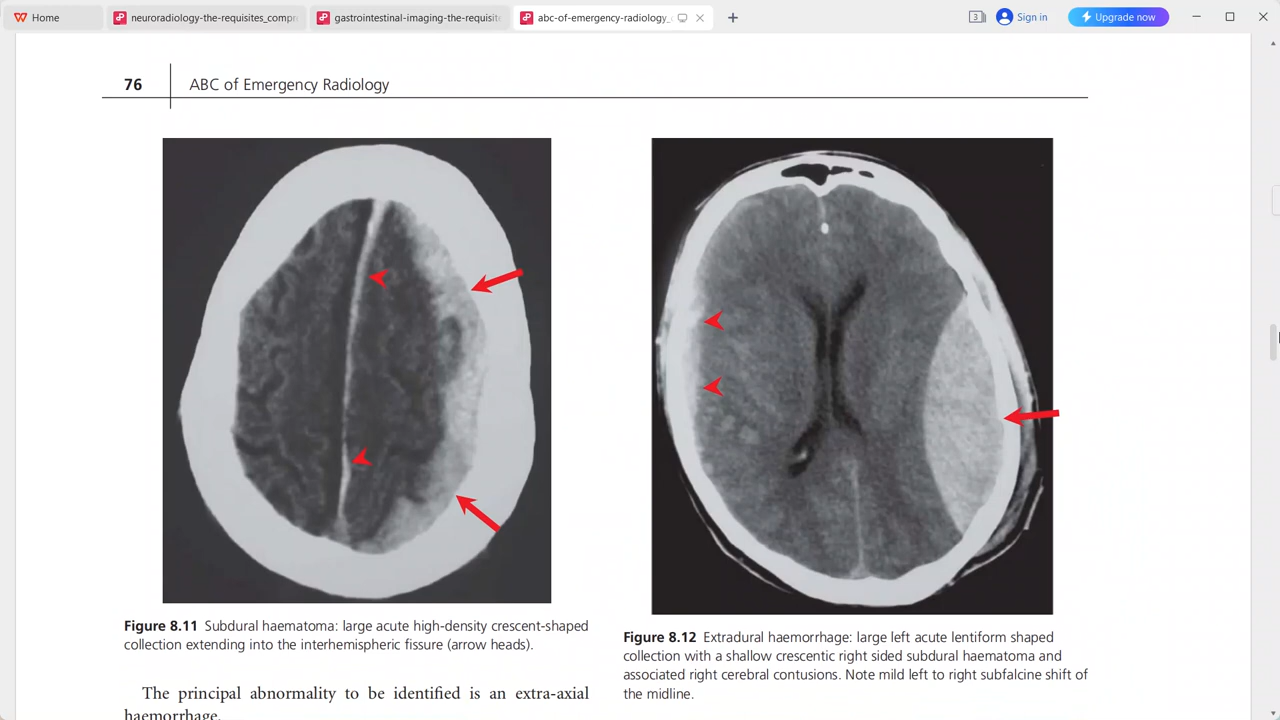 Home
neuroradiology-the-requisites_compre
gastrointestinal-imaging-the-requisite
abc-of-emergency-radiology_
3
Sign in
Upgrade now
76 ABC of Emergency Radiology
Figure 8.11 Subdural haematoma: large acute high-density crescent-shaped
collection extending into the interhemispheric fissure (arrow heads).
The principal abnormality to be identified is an extra-axial
haemorrhage.
Figure 8.12 Extradural haemorrhage: large left acute lentiform shaped
collection with a shallow crescentic right sided subdural haematoma and
associated right cerebral contusions. Note mild left to right subfalcine shift of
the midline.